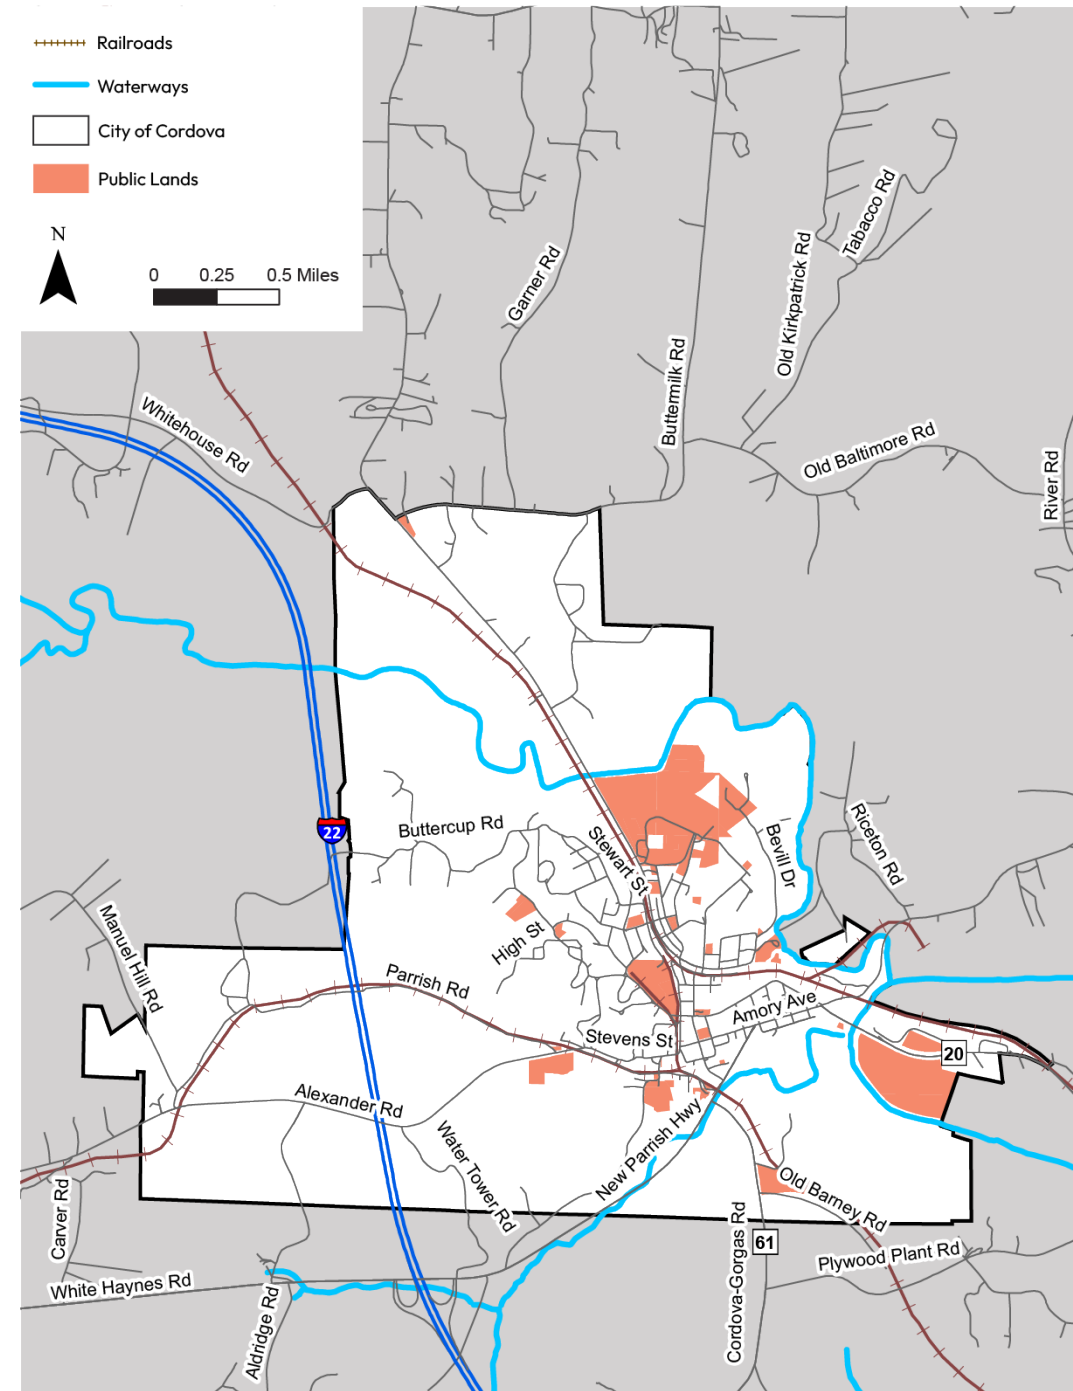 Railroads
Waterways
City of Cordova
Public Lands
N
0 0.25 0.5 Miles
Garner Rd
Tabacco Rd
Old Kirkpatrick Rd
Buttermilk Rd
Whitehouse Rd
Old Baltimore Rd
River Rd
22
Buttercup Rd
Stewart St
Bevill Dr
Riceton Rd
Manuel Hill Rd
High St
Parrish Rd
Amory Ave
Stevens St
20
Alexander Rd
Water Tower Rd
New Parrish Hwy
Old Barney Rd
Carver Rd
61
Cordova-Gorgas Rd
Plywood Plant Rd
White Haynes Rd
Aldridge Rd